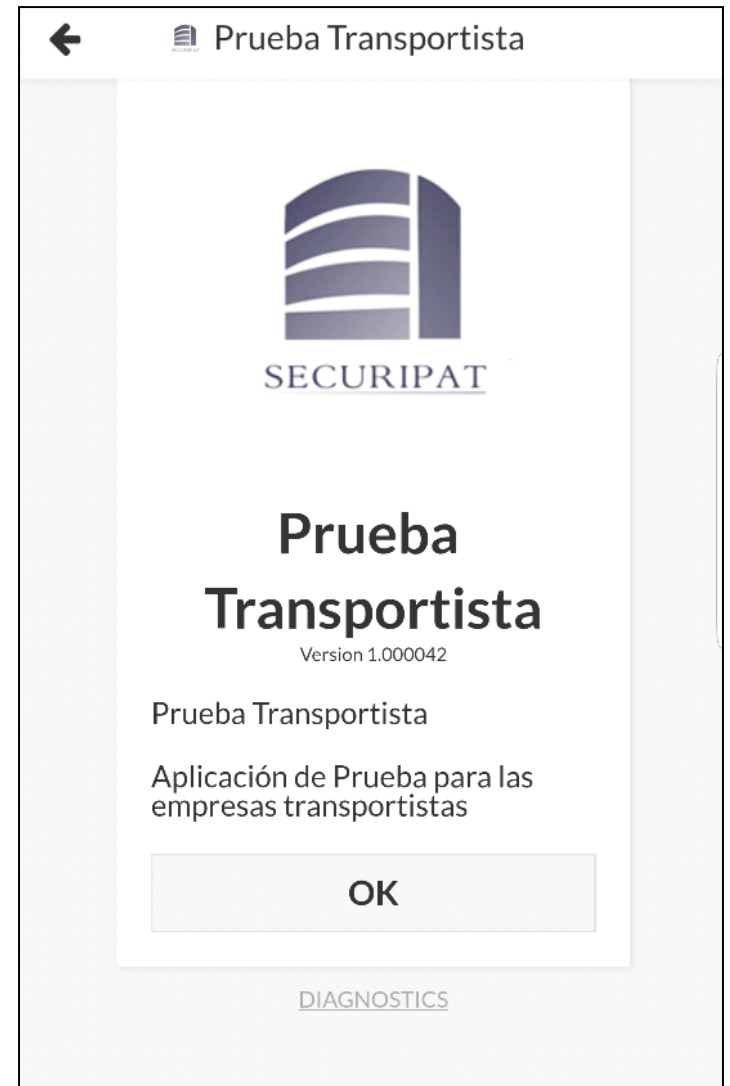 Prueba Transportista
SECURIPAT
Prueba
Transportista
Version 1.000042
Prueba Transportista
Aplicación de Prueba para las
empresas transportistas
OK
DIAGNOSTICS